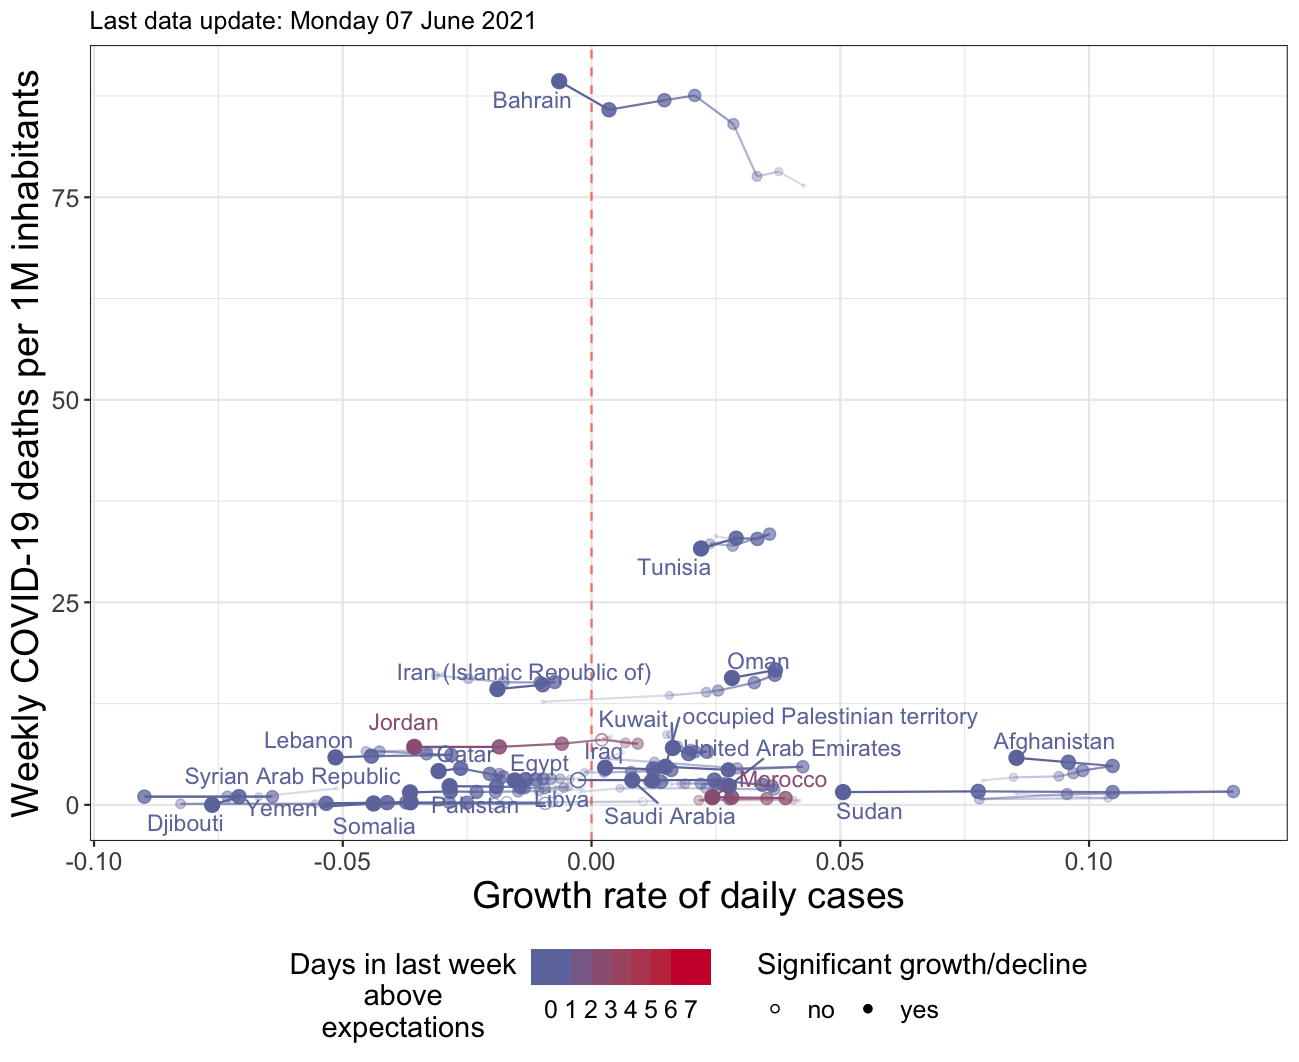 Last data update: Monday 07 June 2021
Weekly COVID-19 deaths per 1M inhabitants
75
50
25
0
Bahrain
Tunisia
Iran (Islamic Republic of)
Oman
Jordan
Kuwait
occupied Palestinian territory
Lebanon
Qatar
Iraq
United Arab Emirates
Afghanistan
Egypt
Syrian Arab Republic
Morocco
Djibouti
Yemen
Somalia
Pakistan
Libya
Saudi Arabia
Sudan
-0.10
-0.05
0.00
0.05
0.10
Growth rate of daily cases
Days in last week
above
expectations
0 1 2 3 4 5 6 7
Significant growth/decline
no
yes